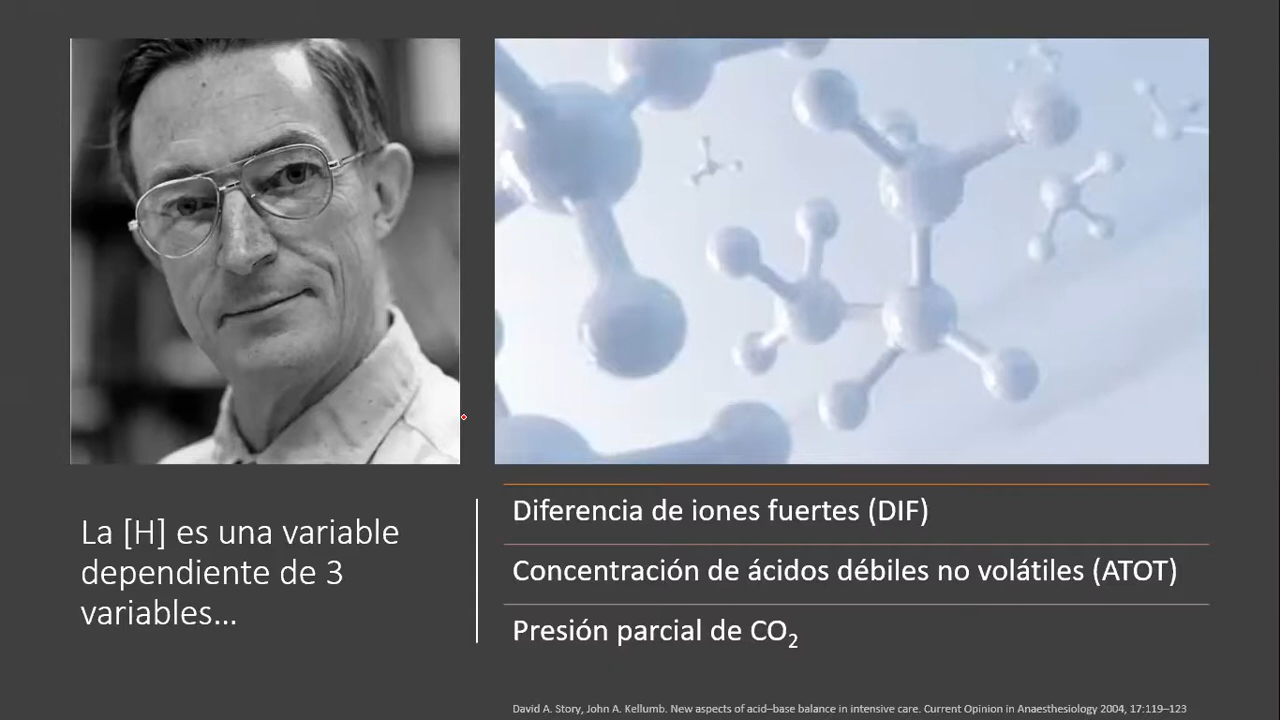 La [H] es una variable
dependiente de 3
variables...
Diferencia de iones fuertes (DIF)
Concentración de ácidos débiles no volátiles (ATOT)
Presión parcial de CO₂
David A. Story, John A. Kellumb. New aspects of acid–base balance in intensive care. Current Opinion in Anaesthesiology 2004, 17:119–123